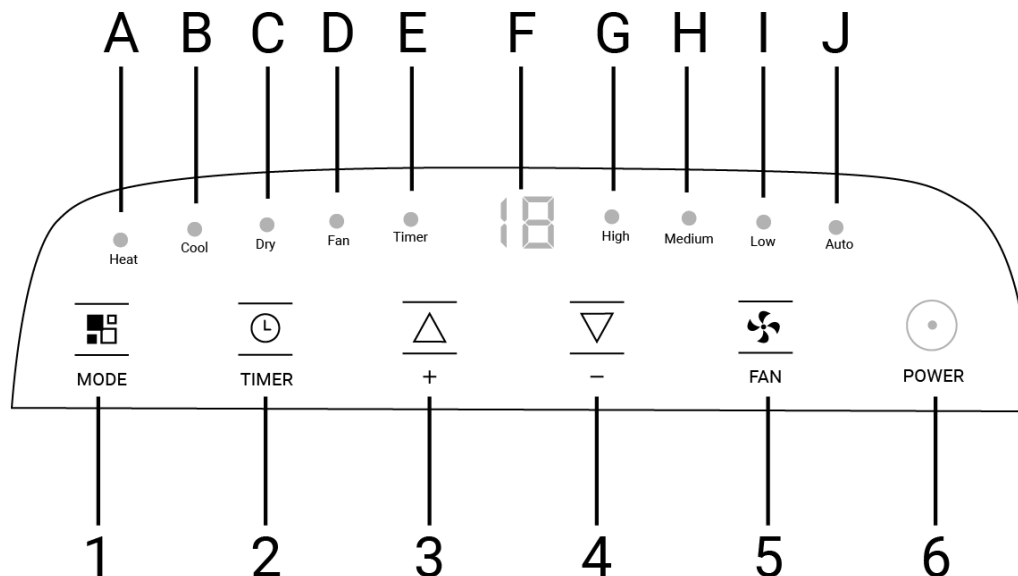 A B C D E F G H I J
18
Heat Cool Dry Fan Timer High Medium Low Auto
MODE TIMER + − FAN POWER
1 2 3 4 5 6